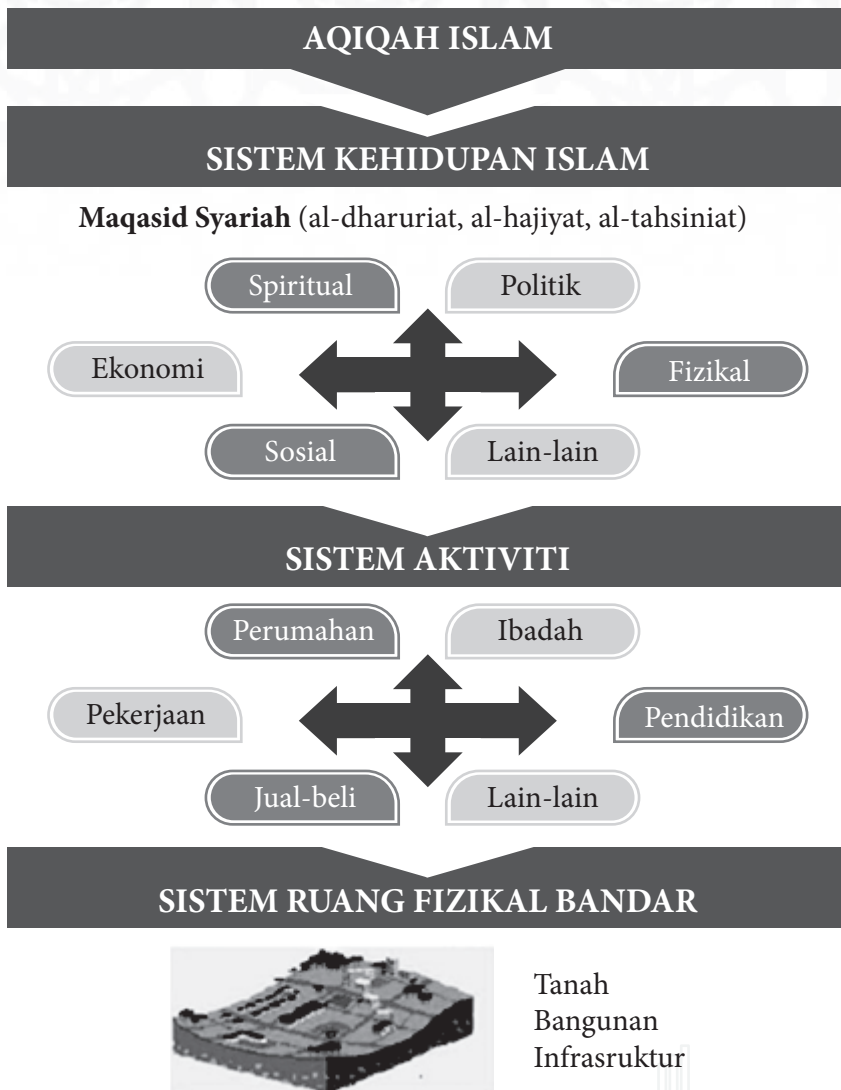 AQIQAH ISLAM
SISTEM KEHIDUPAN ISLAM
Maqasid Syariah (al-dharuriat, al-hajiyat, al-tahsiniat)
Spiritual
Politik
Ekonomi
Fizikal
Sosial
Lain-lain
SISTEM AKTIVITI
Perumahan
Ibadah
Pekerjaan
Pendidikan
Jual-beli
Lain-lain
SISTEM RUANG FIZIKAL BANDAR
Tanah
Bangunan
Infrasruktur